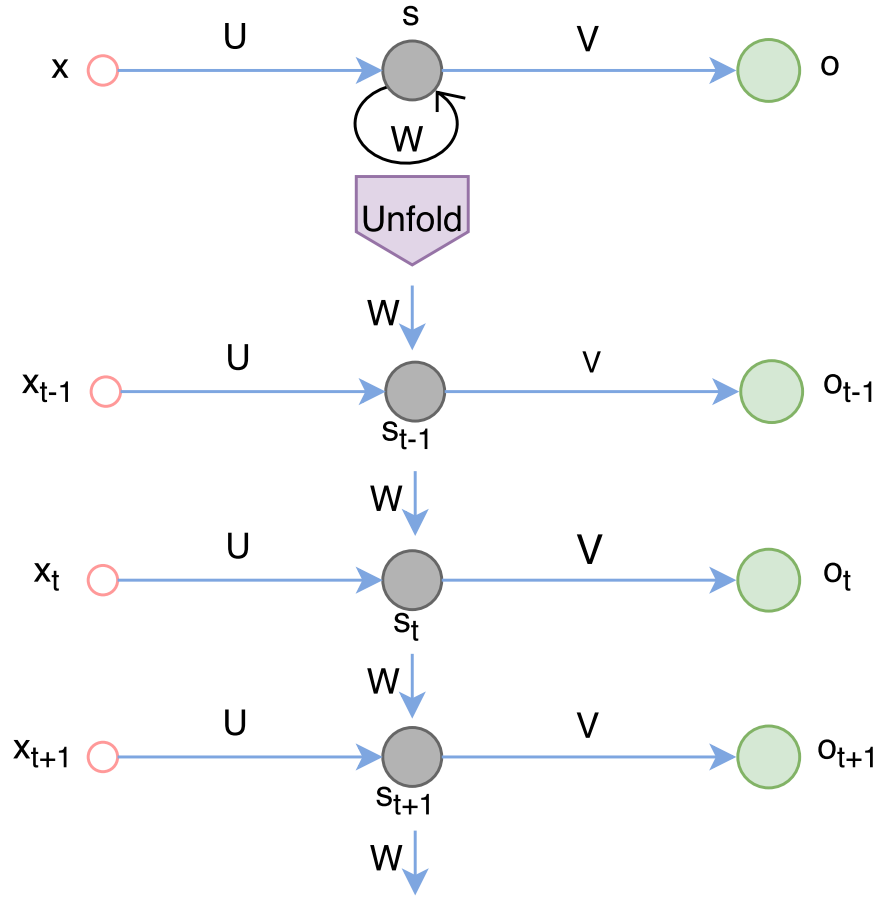 s
U V
x o
W
Unfold
W
U v
x_{t-1} o_{t-1}
s_{t-1}
W
U V
x_t o_t
s_t
W
U V
x_{t+1} o_{t+1}
s_{t+1}
W